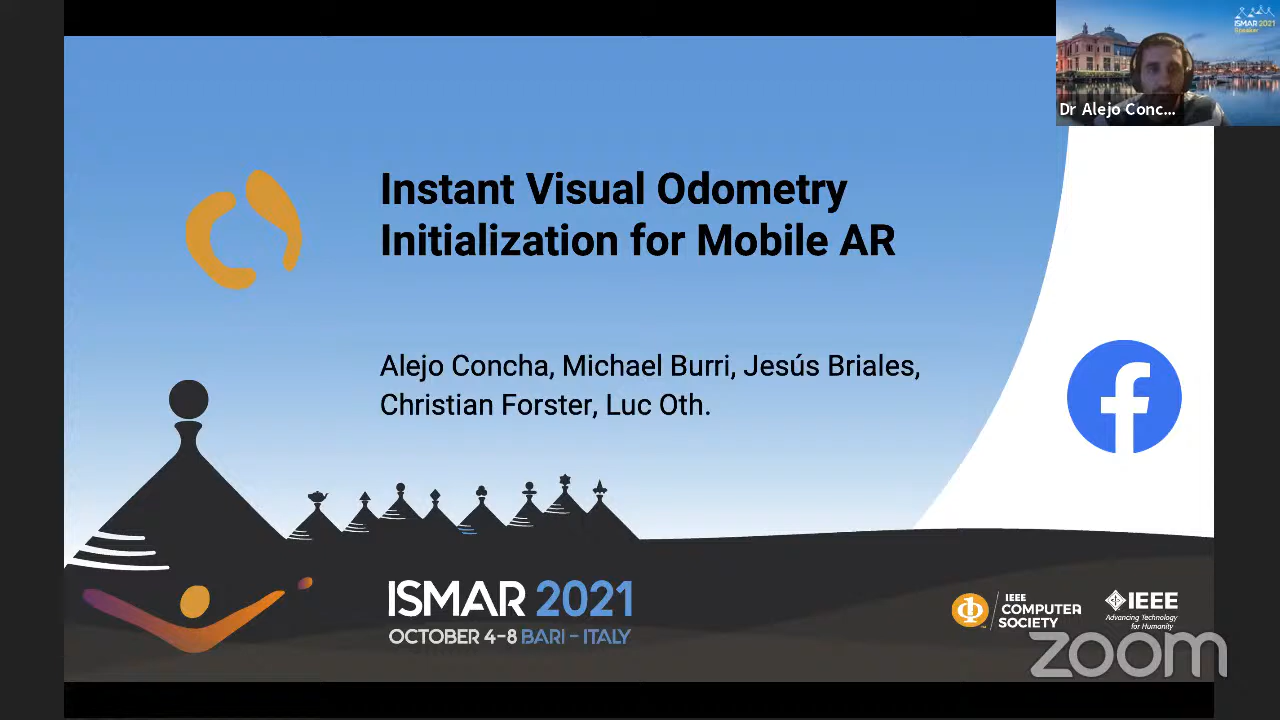 ISMAR 2021
Speaker
Dr Alejo Conc...
Instant Visual Odometry
Initialization for Mobile AR
Alejo Concha, Michael Burri, Jesús Briales,
Christian Forster, Luc Oth.
f
ISMAR 2021
OCTOBER 4-8 BARI - ITALY
IEEE
COMPUTER
SOCIETY
IEEE
Advancing Technology
for Humanity
zoom